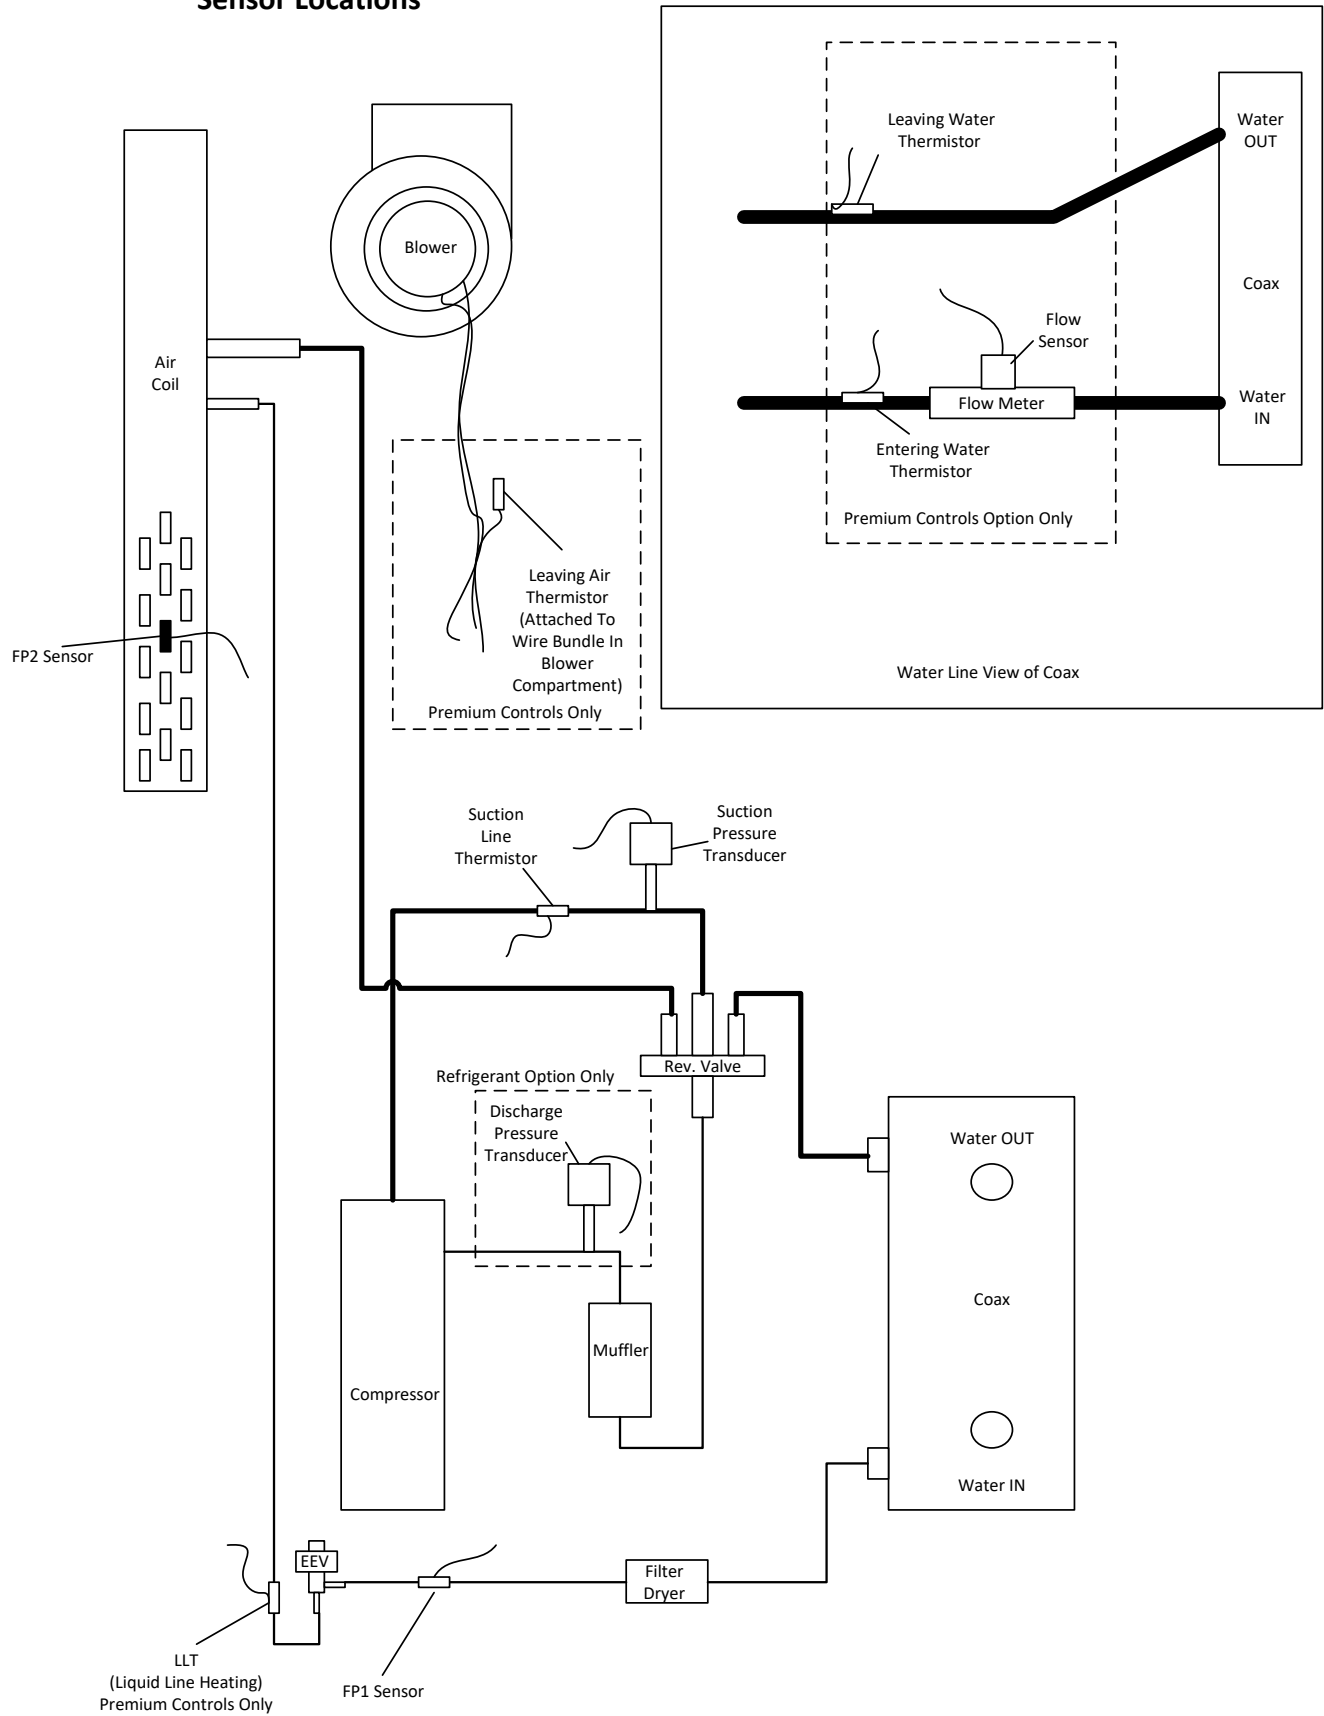 Sensor Locations
Leaving Water
Thermistor
Water
OUT
Blower
Coax
Flow
Sensor
Air
Coil
Flow Meter
Water
IN
Entering Water
Thermistor
Premium Controls Option Only
Leaving Air
Thermistor
(Attached To
Wire Bundle In
Blower
Compartment)
Premium Controls Only
FP2 Sensor
Water Line View of Coax
Suction
Line
Thermistor
Suction
Pressure
Transducer
Rev. Valve
Refrigerant Option Only
Discharge
Pressure
Transducer
Water OUT
Coax
Muffler
Compressor
Water IN
EEV
Filter
Dryer
LLT
(Liquid Line Heating)
Premium Controls Only
FP1 Sensor